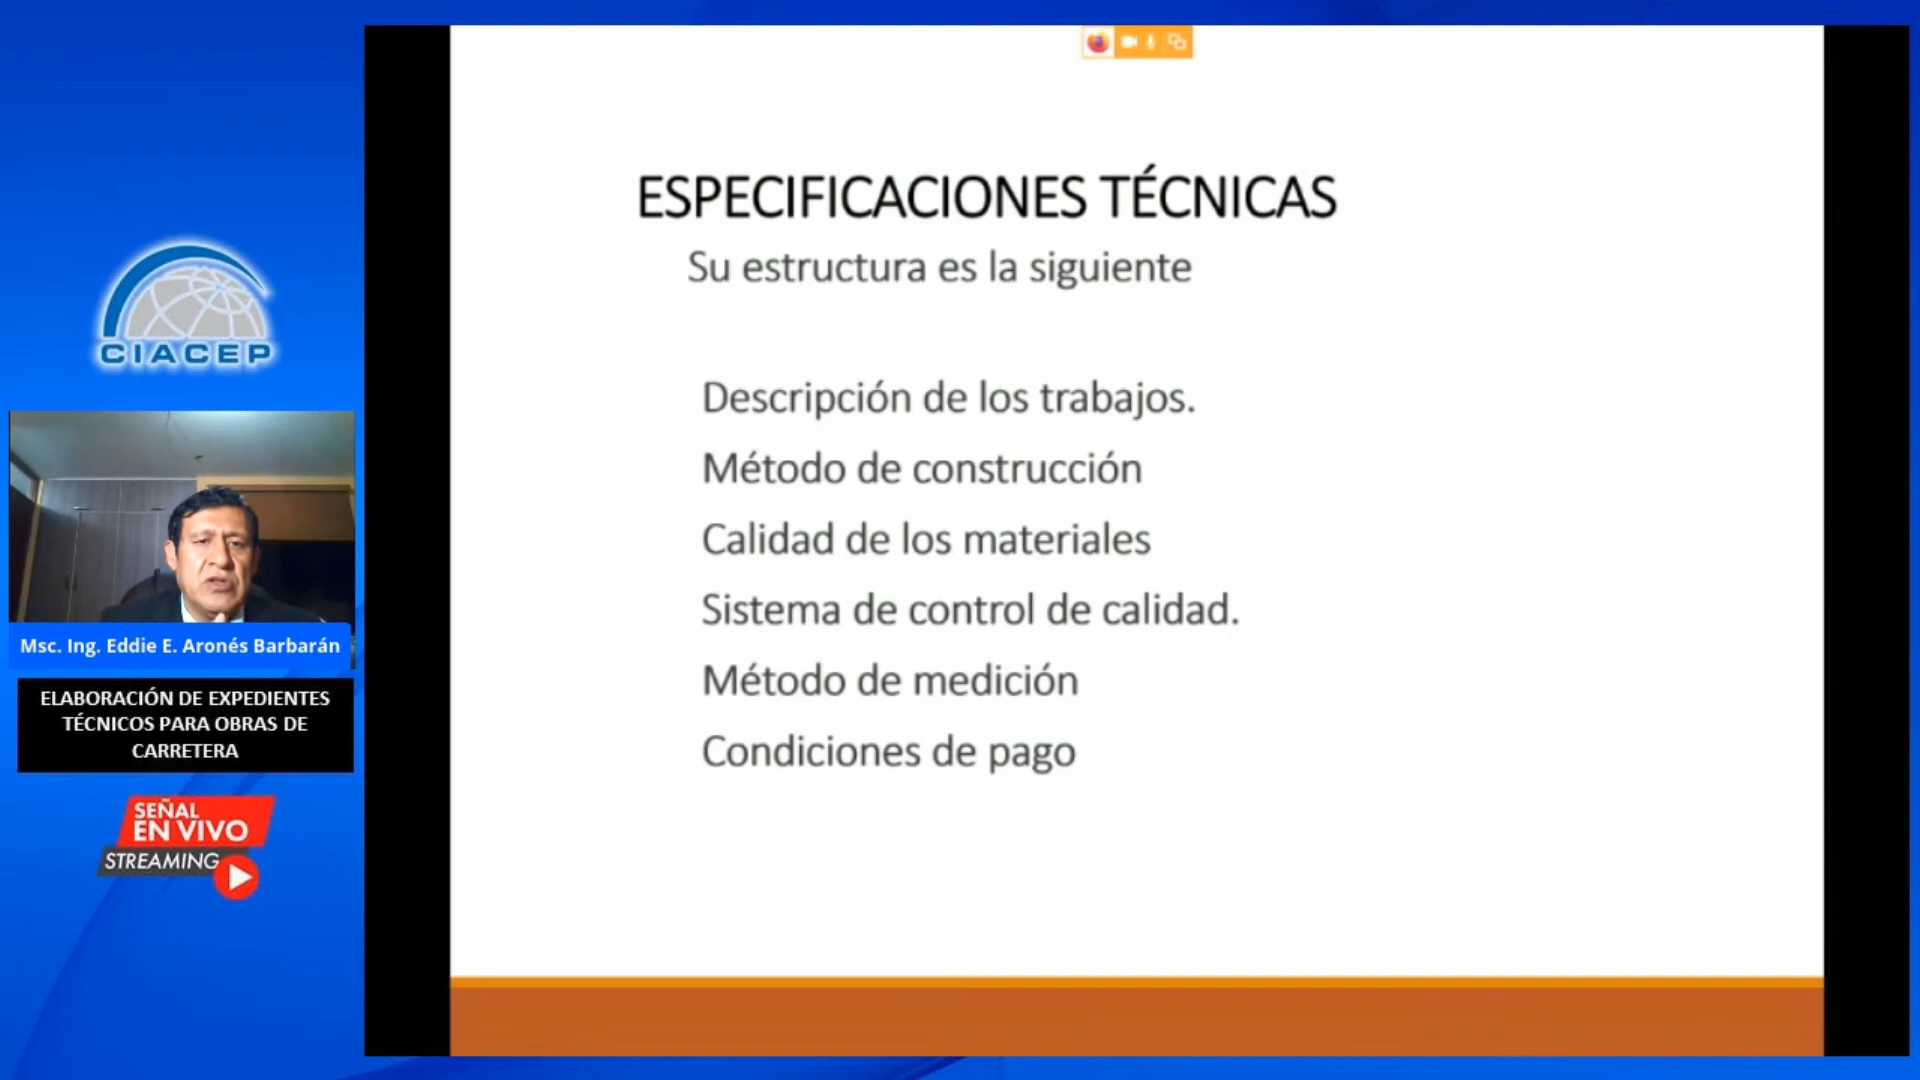 CIACEP
Msc. Ing. Eddie E. Aronés Barbarán
ELABORACIÓN DE EXPEDIENTES
TÉCNICOS PARA OBRAS DE
CARRETERA
SEÑAL
EN VIVO
STREAMING
ESPECIFICACIONES TÉCNICAS
Su estructura es la siguiente
Descripción de los trabajos.
Método de construcción
Calidad de los materiales
Sistema de control de calidad.
Método de medición
Condiciones de pago